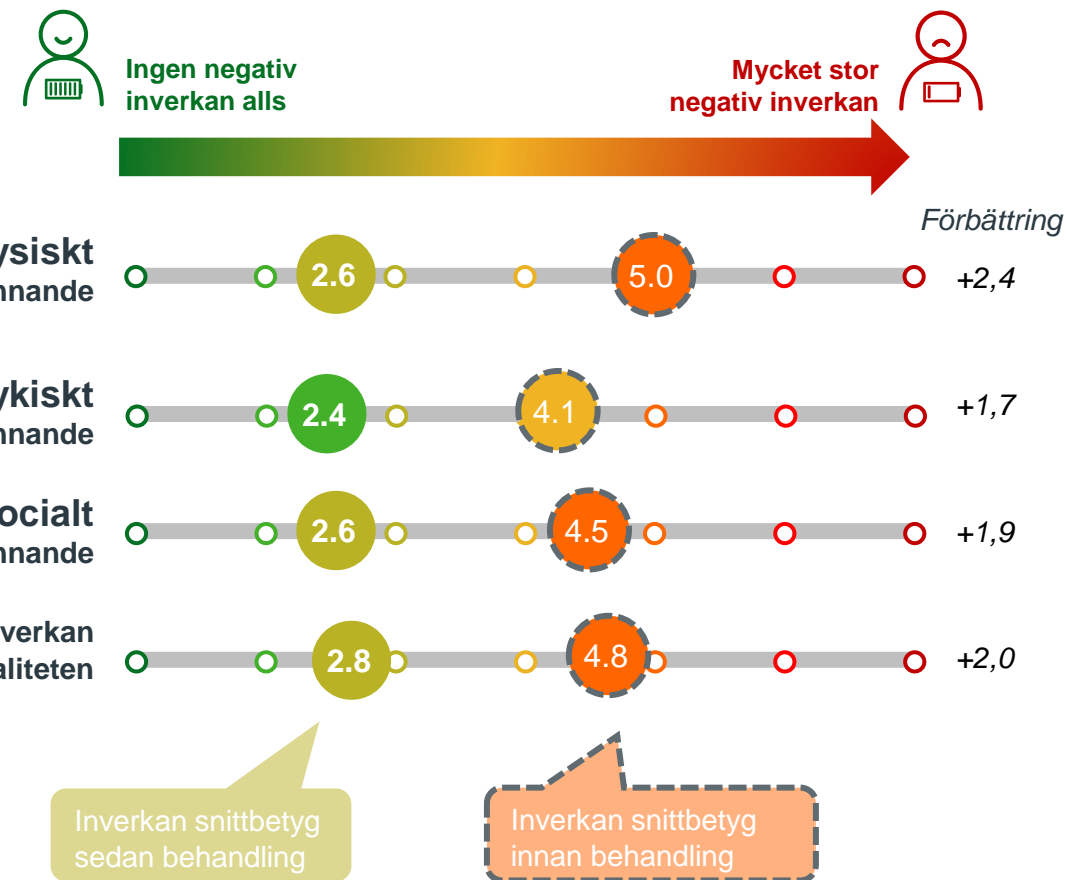 Ingen negativ
inverkan alls
Mycket stor
negativ inverkan
Förbättring
ysiskt
nnande
2.6
5.0
+2,4
ykiskt
nnande
2.4
4.1
+1,7
ocialt
nnande
2.6
4.5
+1,9
verkan
aliteten
2.8
4.8
+2,0
Inverkan snittbetyg
sedan behandling
Inverkan snittbetyg
innan behandling